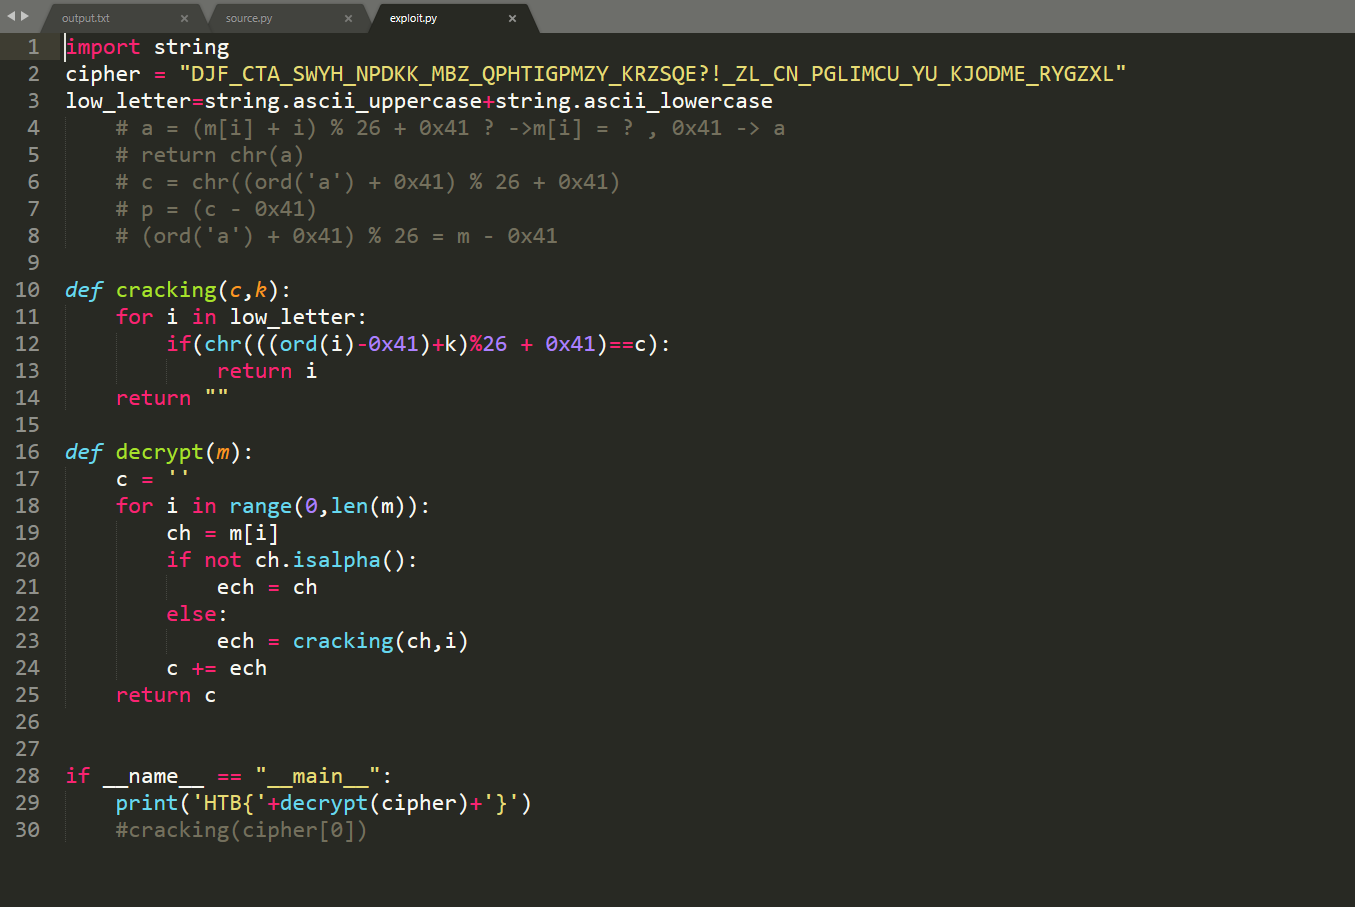 output.txt × source.py × exploit.py ×
1 import string
2 cipher = "DJF_CTA_SWYH_NPDKK_MBZ_QPHTIGPMZY_KRZSQE?!_ZL_CN_PGLIMCU_YU_KJODME_RYGZXL"
3 low_letter=string.ascii_uppercase+string.ascii_lowercase
4     # a = (m[i] + i) % 26 + 0x41 ? ->m[i] = ? , 0x41 -> a
5     # return chr(a)
6     # c = chr((ord('a') + 0x41) % 26 + 0x41)
7     # p = (c - 0x41)
8     # (ord('a') + 0x41) % 26 = m - 0x41
9
10 def cracking(c,k):
11     for i in low_letter:
12         if(chr(((ord(i)-0x41)+k)%26 + 0x41)==c):
13             return i
14     return ""
15
16 def decrypt(m):
17     c = ''
18     for i in range(0,len(m)):
19         ch = m[i]
20         if not ch.isalpha():
21             ech = ch
22         else:
23             ech = cracking(ch,i)
24         c += ech
25     return c
26
27
28 if __name__ == "__main__":
29     print('HTB{'+decrypt(cipher)+'}')
30     #cracking(cipher[0])